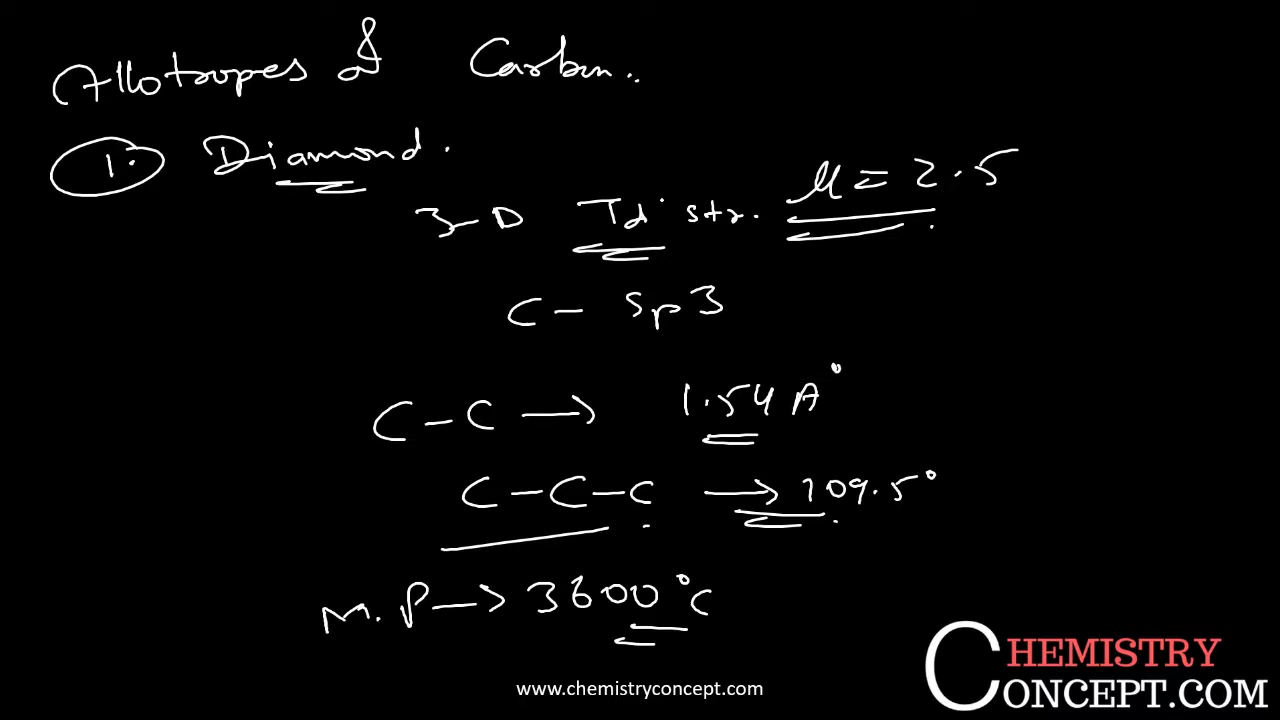 Allotropes of Carbon..
1. Diamond.
3-D Td str. μ = 2.5
C - Sp3
C-C → 1.54 A°
C-C-C → 109.5°
M.P → 3600°C
www.chemistryconcept.com
CHEMISTRY
CONCEPT.COM